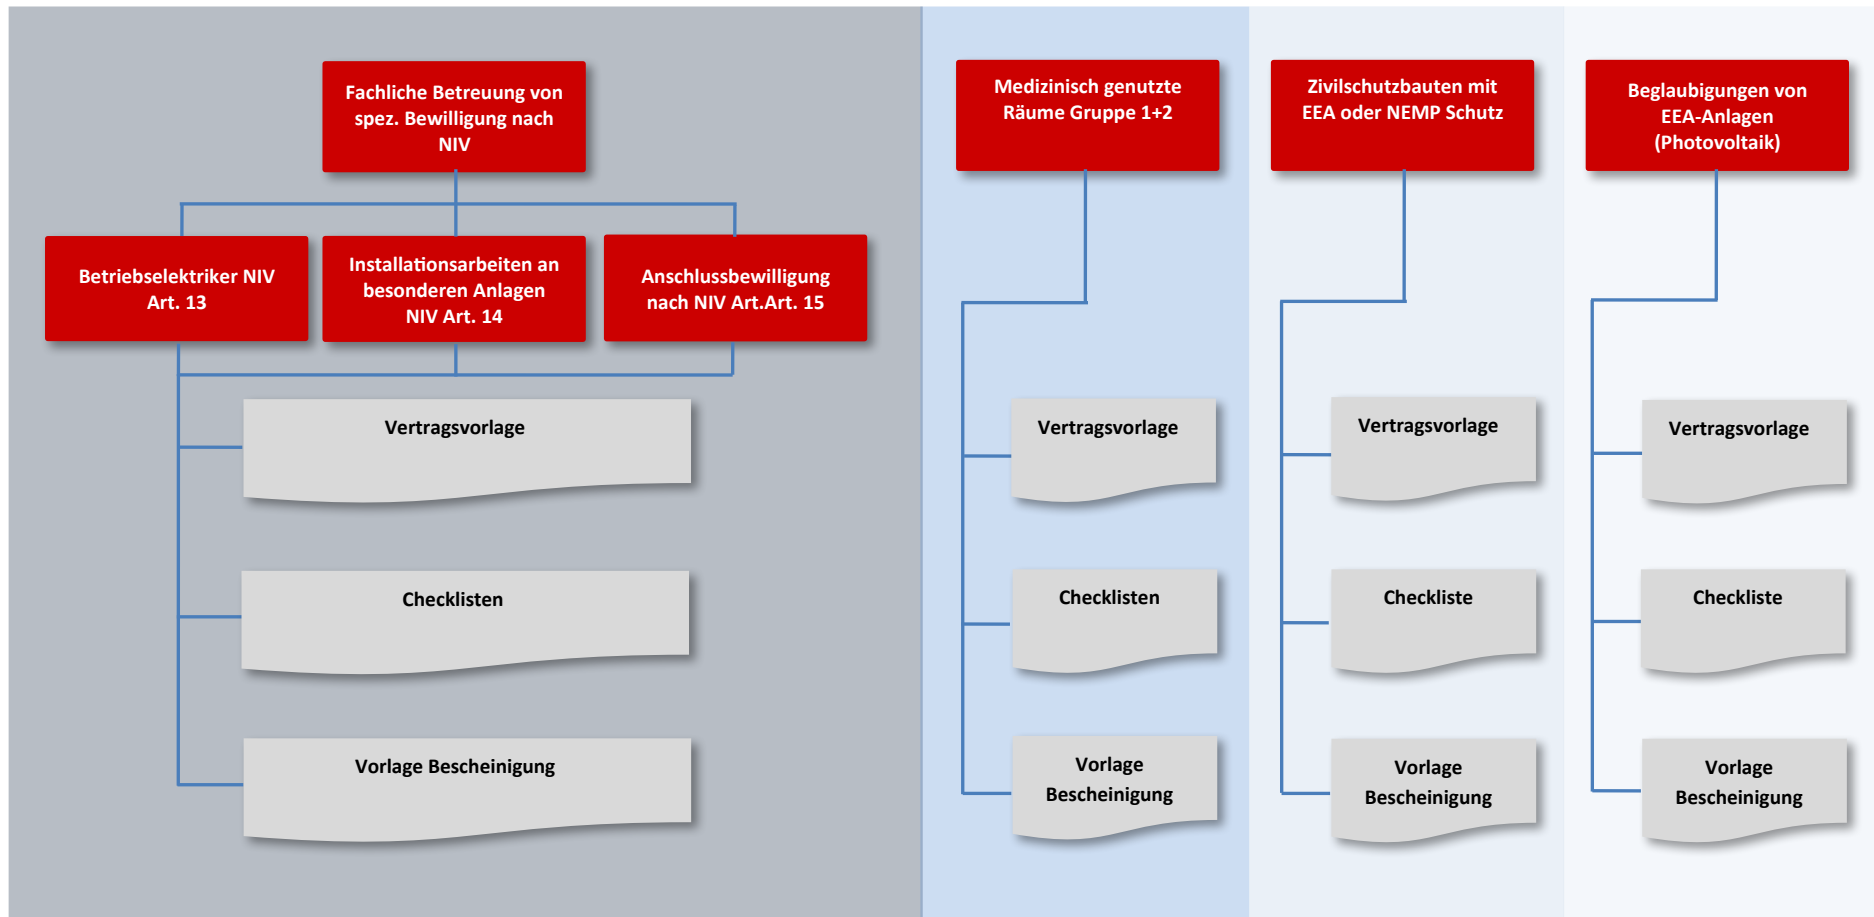 Fachliche Betreuung von
spez. Bewilligung nach
NIV
Betriebselektriker NIV
Art. 13
Installationsarbeiten an
besonderen Anlagen
NIV Art. 14
Anschlussbewilligung
nach NIV Art.Art. 15
Vertragsvorlage
Checklisten
Vorlage Bescheinigung
Medizinisch genutzte
Räume Gruppe 1+2
Vertragsvorlage
Checklisten
Vorlage
Bescheinigung
Zivilschutzbauten mit
EEA oder NEMP Schutz
Vertragsvorlage
Checkliste
Vorlage
Bescheinigung
Beglaubigungen von
EEA-Anlagen
(Photovoltaik)
Vertragsvorlage
Checkliste
Vorlage
Bescheinigung